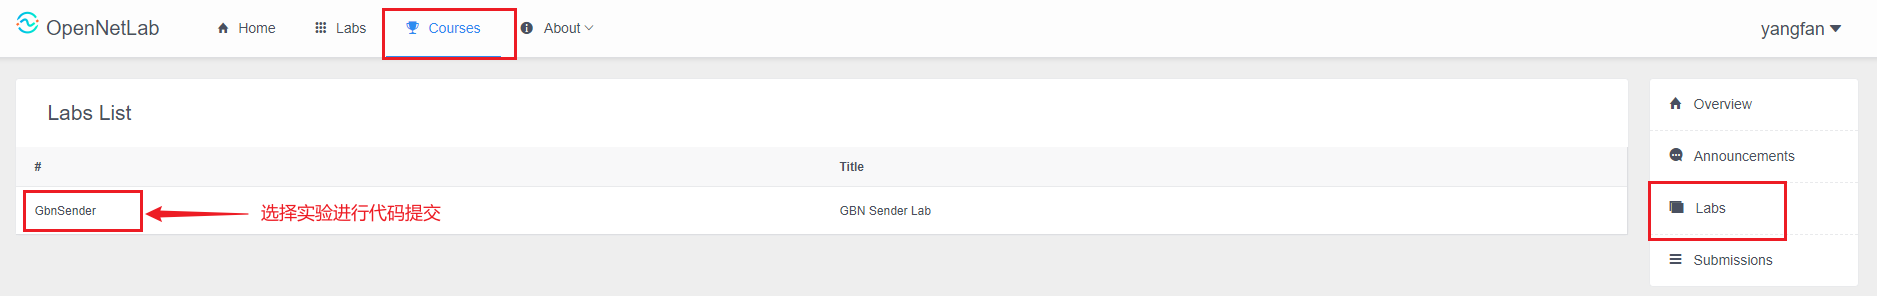 OpenNetLab Home Labs Courses About yangfan
Labs List
# Title
GbnSender 选择实验进行代码提交 GBN Sender Lab
Overview
Announcements
Labs
Submissions